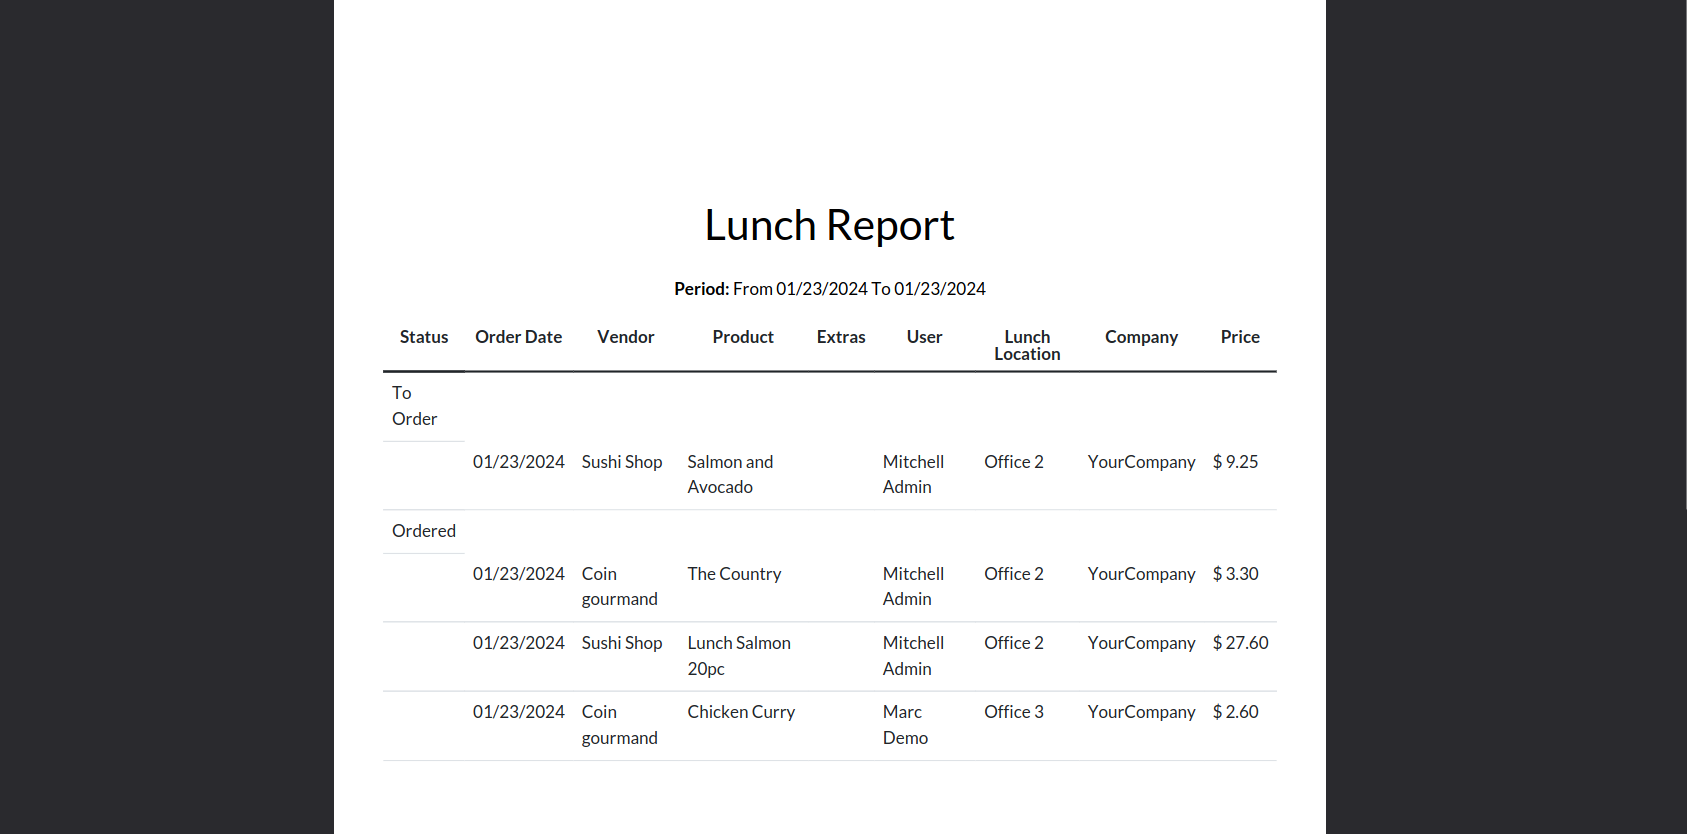 Lunch Report
Period: From 01/23/2024 To 01/23/2024
Status Order Date Vendor Product Extras User Lunch Location Company Price
To Order
01/23/2024 Sushi Shop Salmon and Avocado Mitchell Admin Office 2 YourCompany $ 9.25
Ordered
01/23/2024 Coin gourmand The Country Mitchell Admin Office 2 YourCompany $ 3.30
01/23/2024 Sushi Shop Lunch Salmon 20pc Mitchell Admin Office 2 YourCompany $ 27.60
01/23/2024 Coin gourmand Chicken Curry Marc Demo Office 3 YourCompany $ 2.60